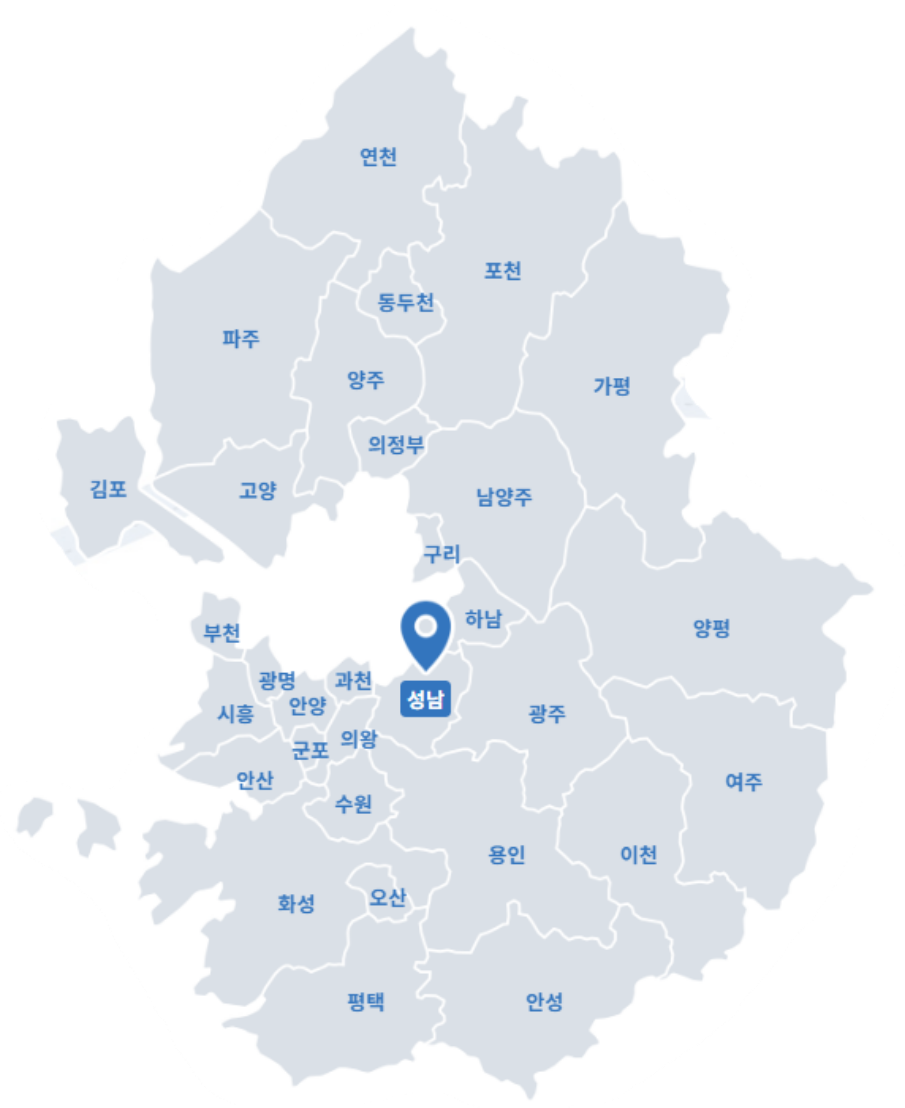 연천
포천
동두천
파주
양주
가평
의정부
김포
고양
남양주
구리
하남
양평
부천
광명
과천
성남
안양
시흥
광주
의왕
군포
안산
여주
수원
용인
이천
오산
화성
평택
안성